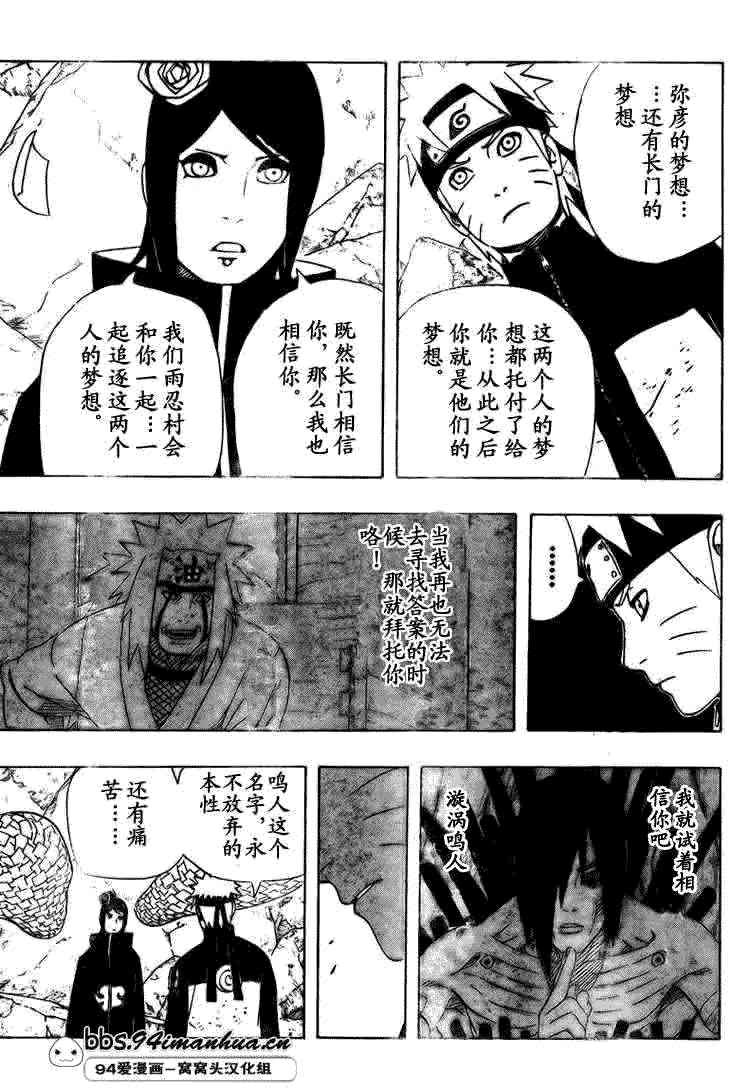 弥彦的梦想…
…还有长门的
梦想
这两个人的梦
想都托付了给
你…从此之后
你就是他们的
梦想。
既然长门相信
你，那么我也
相信你。
我们雨忍村会
和你一起…一
起追逐这两个
人的梦想。
………
当我再也无法
去寻找答案的时
候！那就拜托你
咯！
我就试着相
信你吧
漩涡鸣人
鸣人这个
名字，永
不放弃的
本性
还有痛
苦……
bbs.94imanhua.cn
94爱漫画-窝窝头汉化组